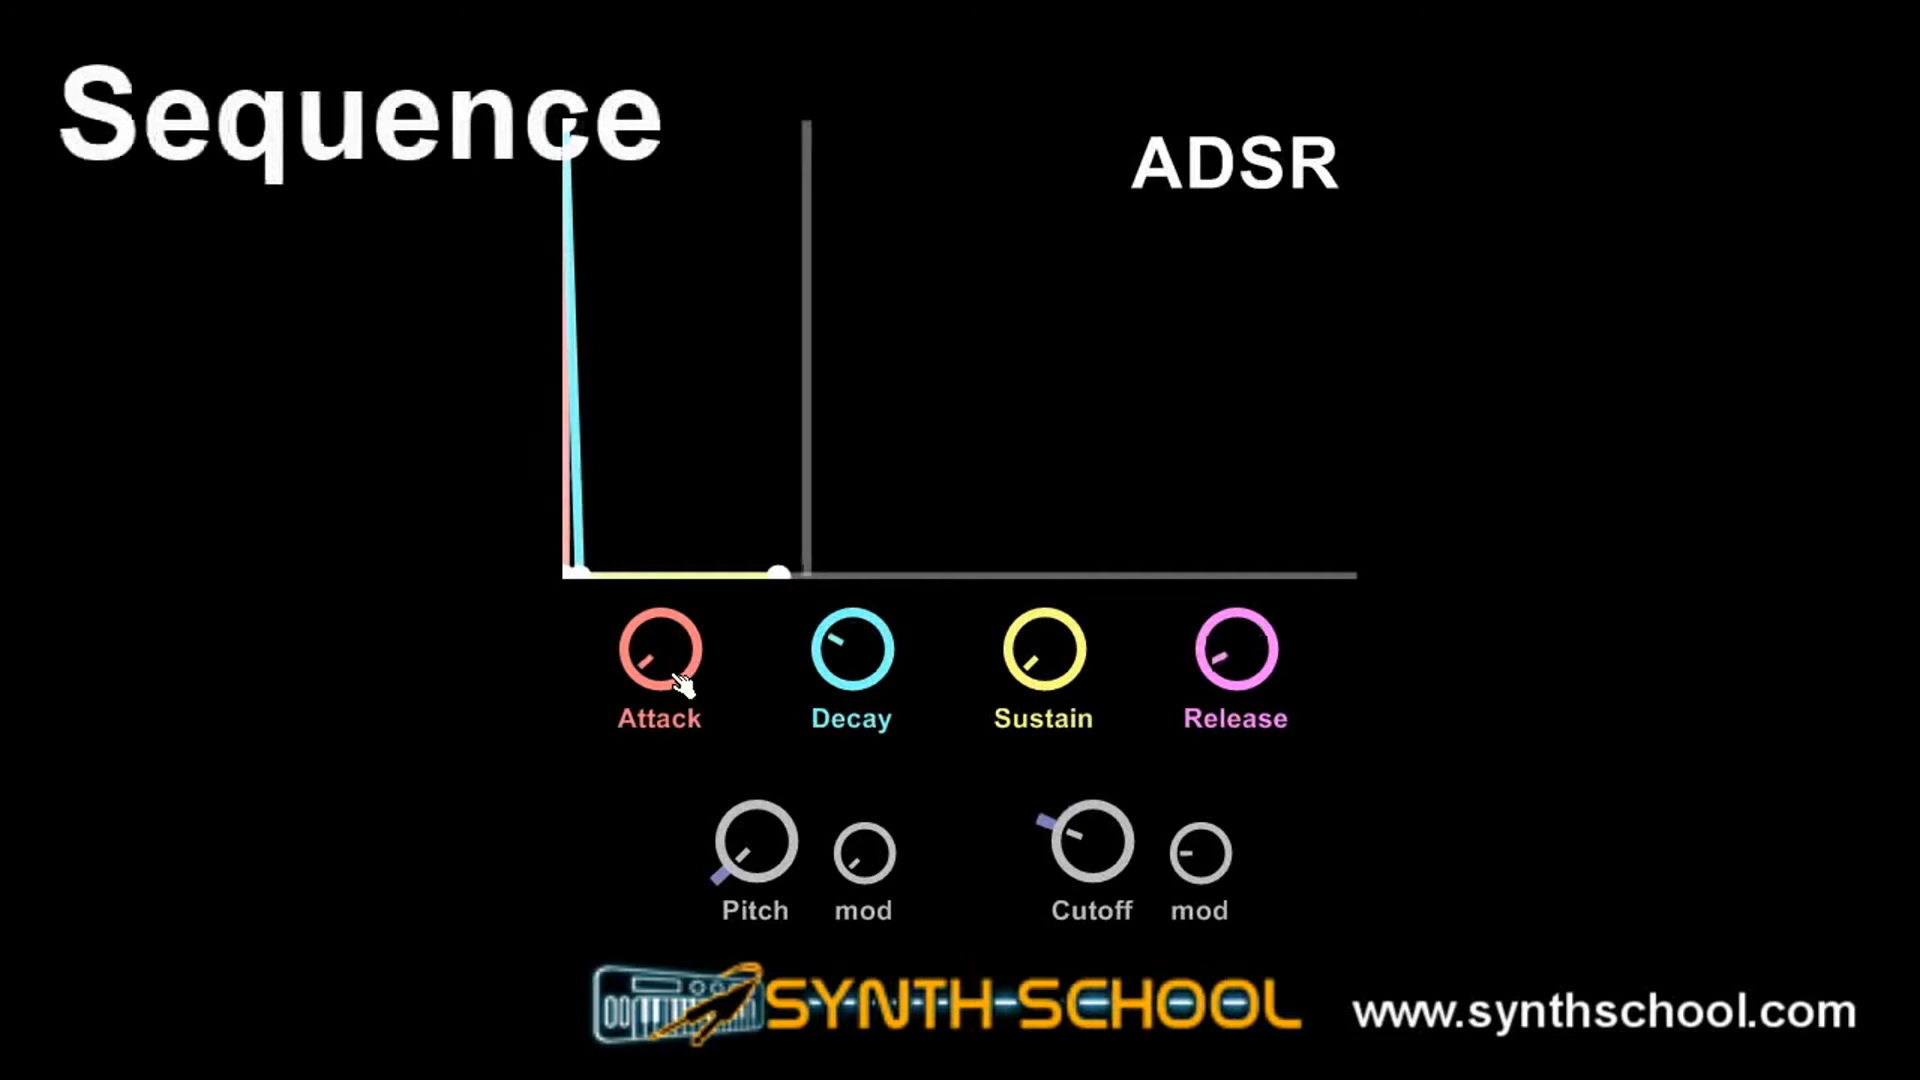 Sequence
ADSR
Attack Decay Sustain Release
Pitch mod Cutoff mod
SYNTH-SCHOOL
www.synthschool.com